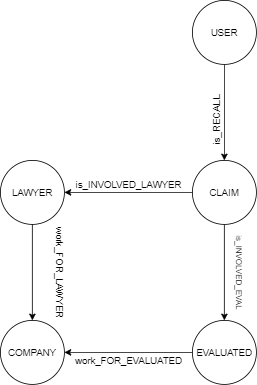 USER
is_RECALL
is_INVOLVED_LAWYER
LAWYER
CLAIM
work_FOR_LAWYER
is_INVOLVED_EVAL
COMPANY
work_FOR_EVALUATED
EVALUATED